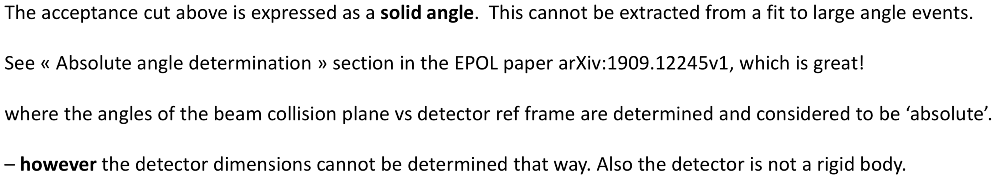 The acceptance cut above is expressed as a solid angle.  This cannot be extracted from a fit to large angle events.
See « Absolute angle determination » section in the EPOL paper arXiv:1909.12245v1, which is great!
where the angles of the beam collision plane vs detector ref frame are determined and considered to be ‘absolute’.
– however the detector dimensions cannot be determined that way. Also the detector is not a rigid body.